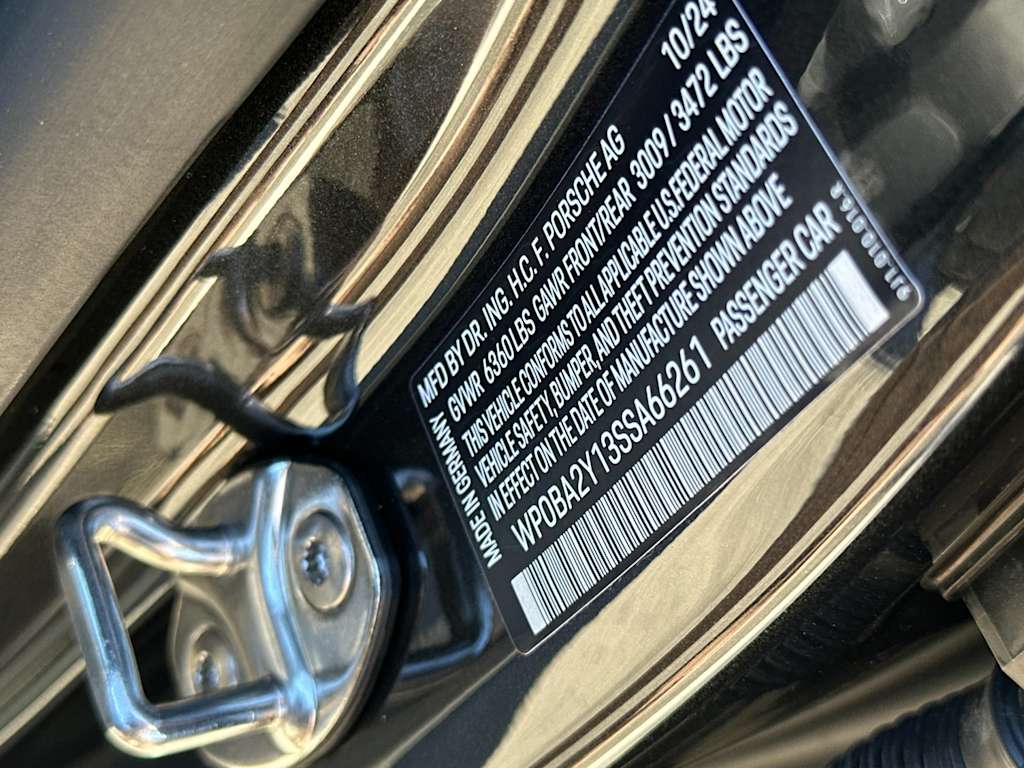 MFD BY DR. ING. H.C. F. PORSCHE AG 10/24
MADE IN GERMANY
GVWR 6360 LBS GAWR FRONT/REAR 3009 / 3472 LBS
THIS VEHICLE CONFORMS TO ALL APPLICABLE U.S. FEDERAL MOTOR
VEHICLE SAFETY, BUMPER, AND THEFT PREVENTION STANDARDS
IN EFFECT ON THE DATE OF MANUFACTURE SHOWN ABOVE
WP0BA2Y13SSA66261 PASSENGER CAR